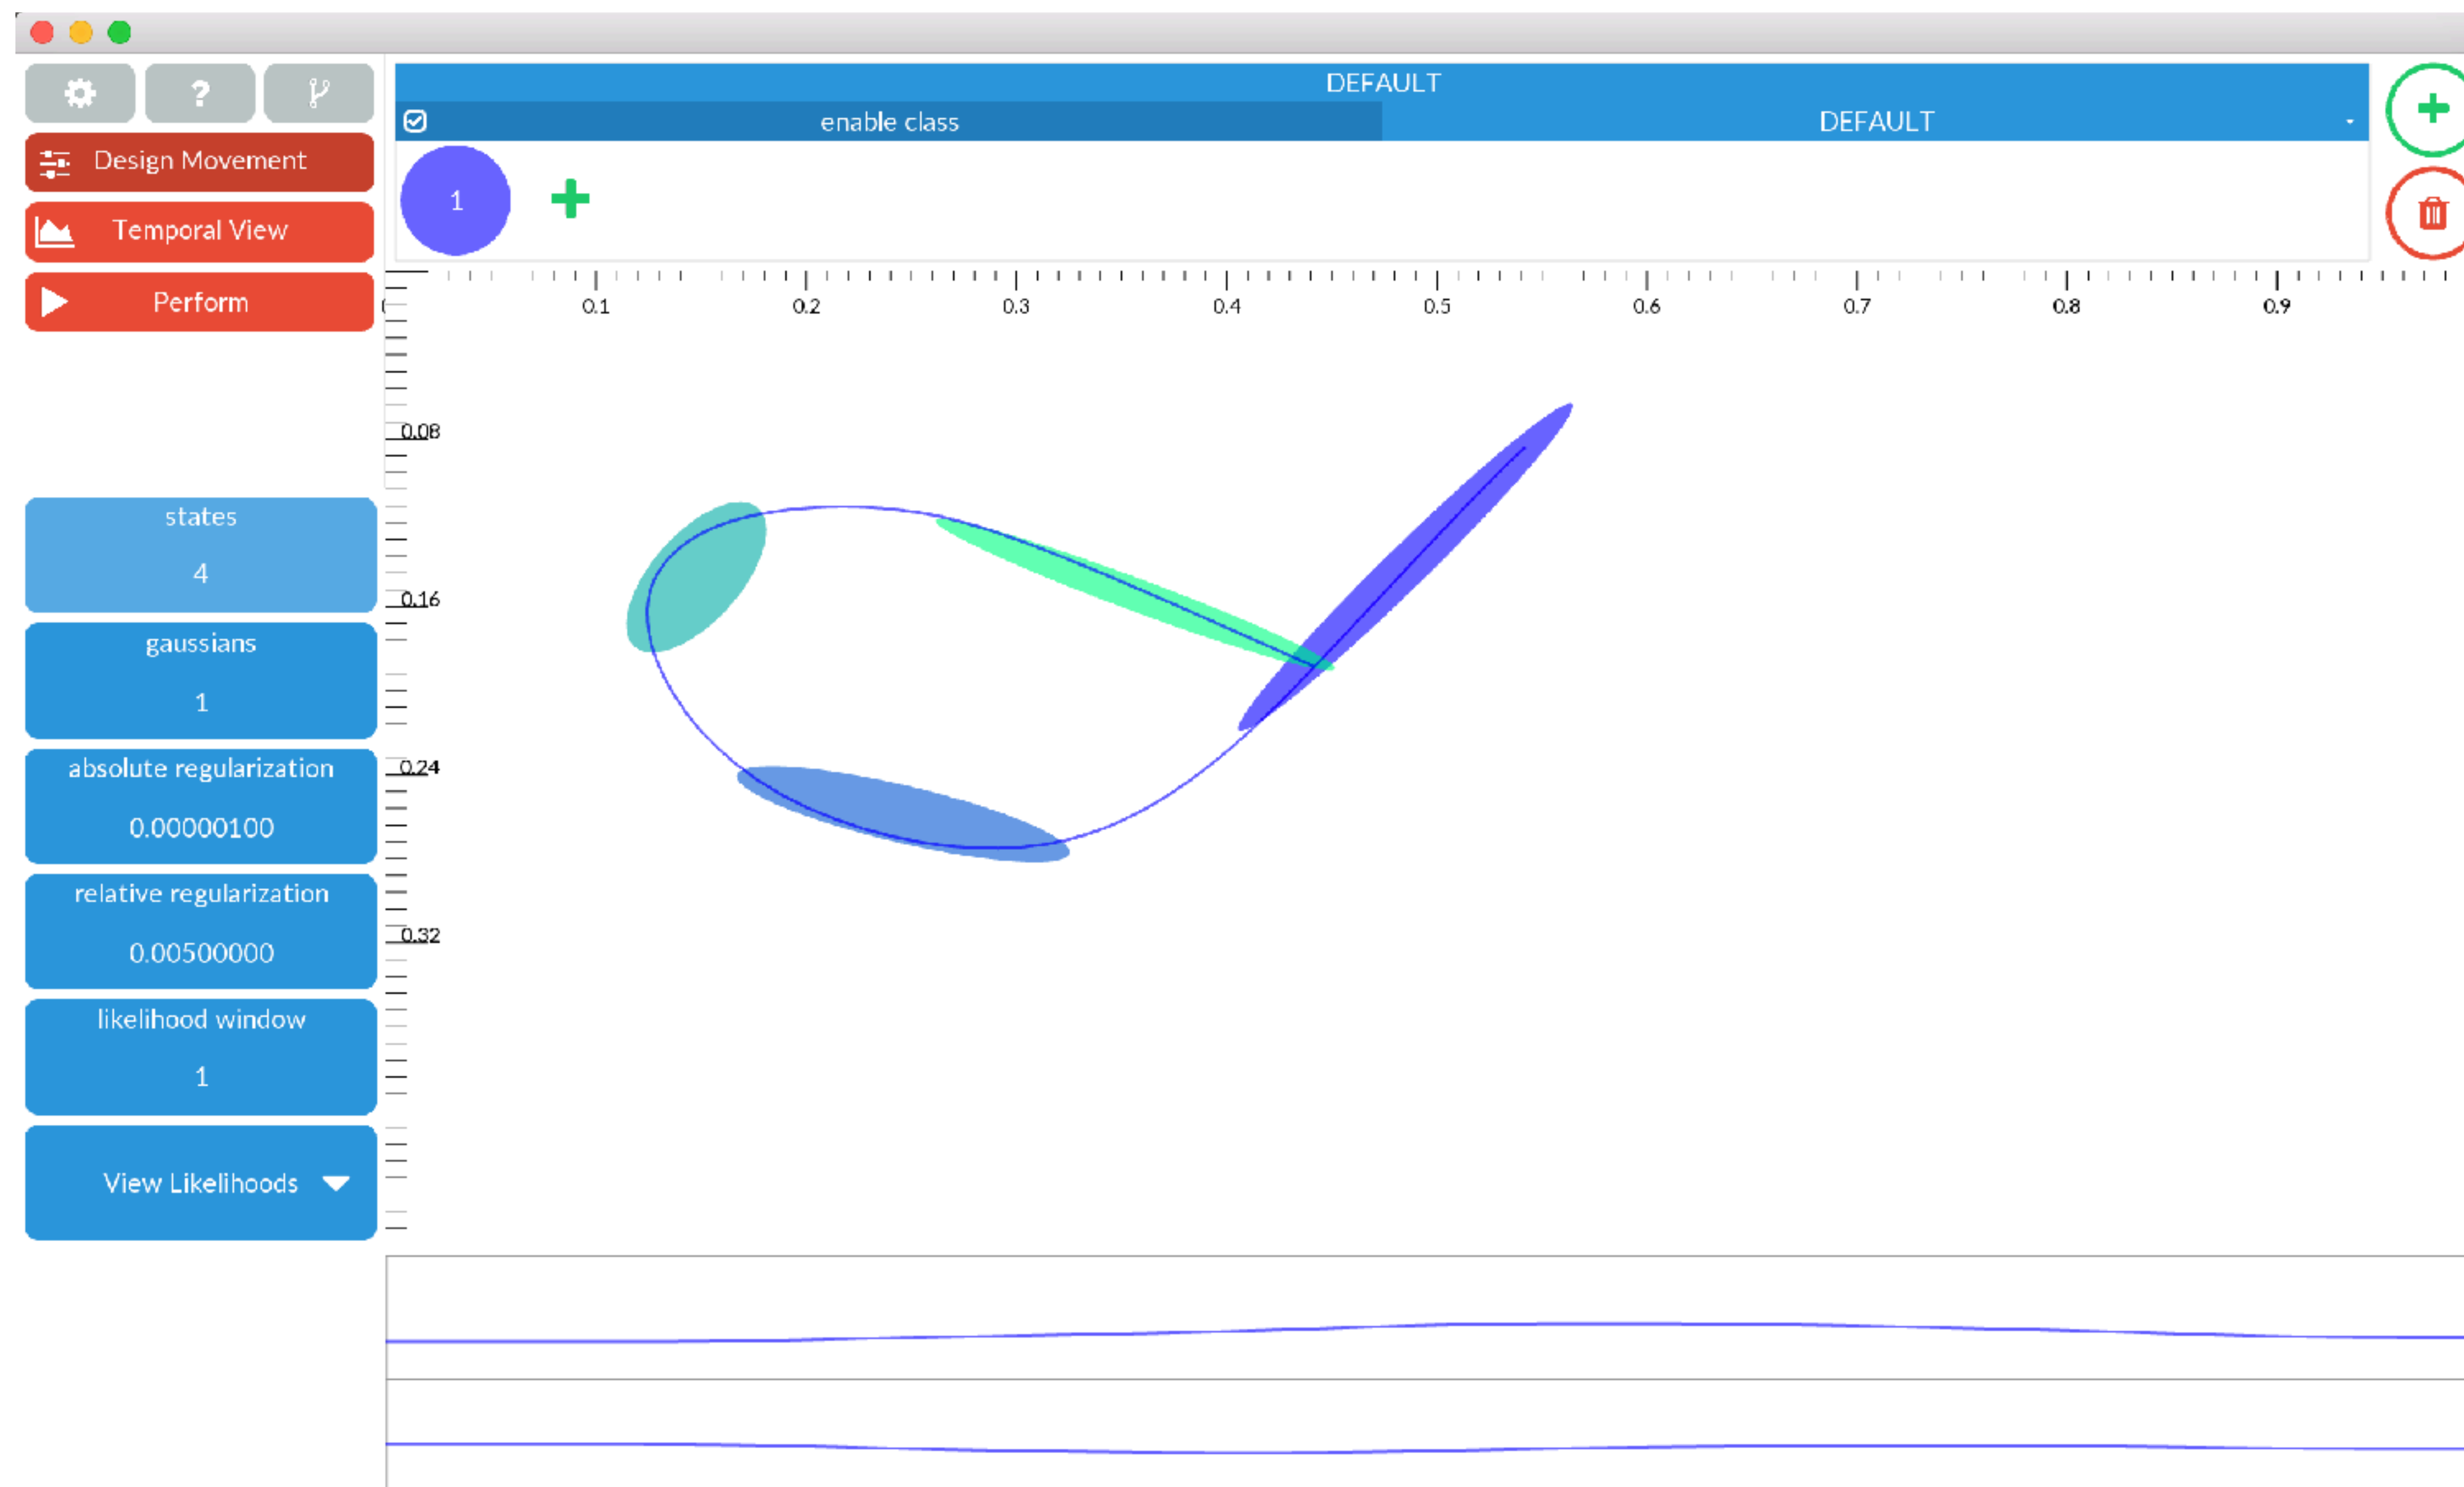 ?
DEFAULT
enable class
DEFAULT
Design Movement
1
Temporal View
Perform
0.1
0.2
0.3
0.4
0.5
0.6
0.7
0.8
0.9
0.08
states
4
0.16
gaussians
1
0.24
absolute regularization
0.00000100
relative regularization
0.32
0.00500000
likelihood window
1
View Likelihoods